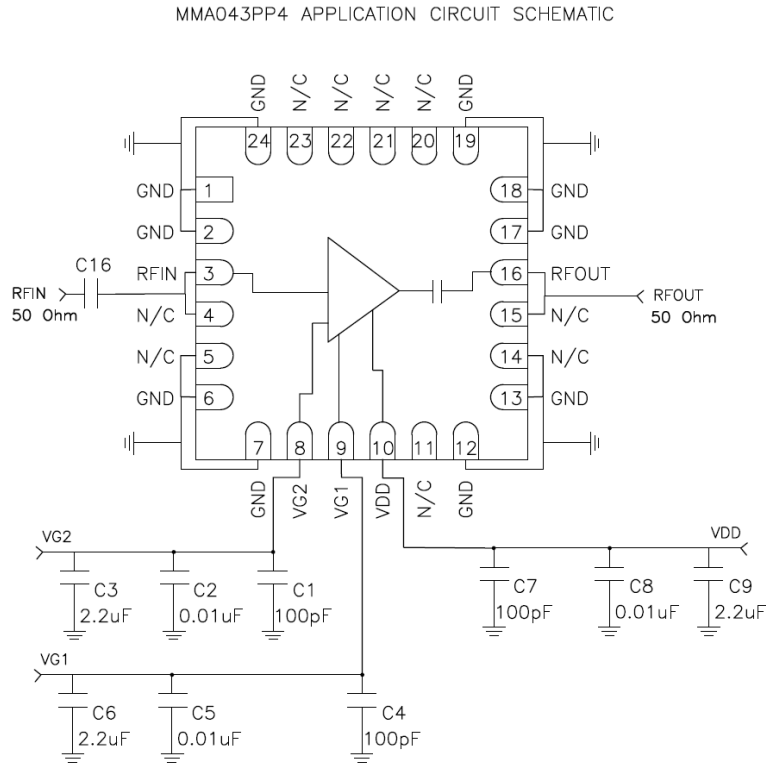 MMA043PP4 APPLICATION CIRCUIT SCHEMATIC
GND
N/C
N/C
N/C
N/C
GND
24
23
22
21
20
19
GND
1
18
GND
GND
2
17
GND
C16
RFIN
3
16
RFOUT
RFIN
50 Ohm
RFOUT
50 Ohm
N/C
4
15
N/C
N/C
5
14
N/C
GND
6
13
GND
7
8
9
10
11
12
GND
VG2
VG1
VDD
N/C
GND
VG2
VDD
C3
2.2uF
C2
0.01uF
C1
100pF
C7
100pF
C8
0.01uF
C9
2.2uF
VG1
C6
2.2uF
C5
0.01uF
C4
100pF